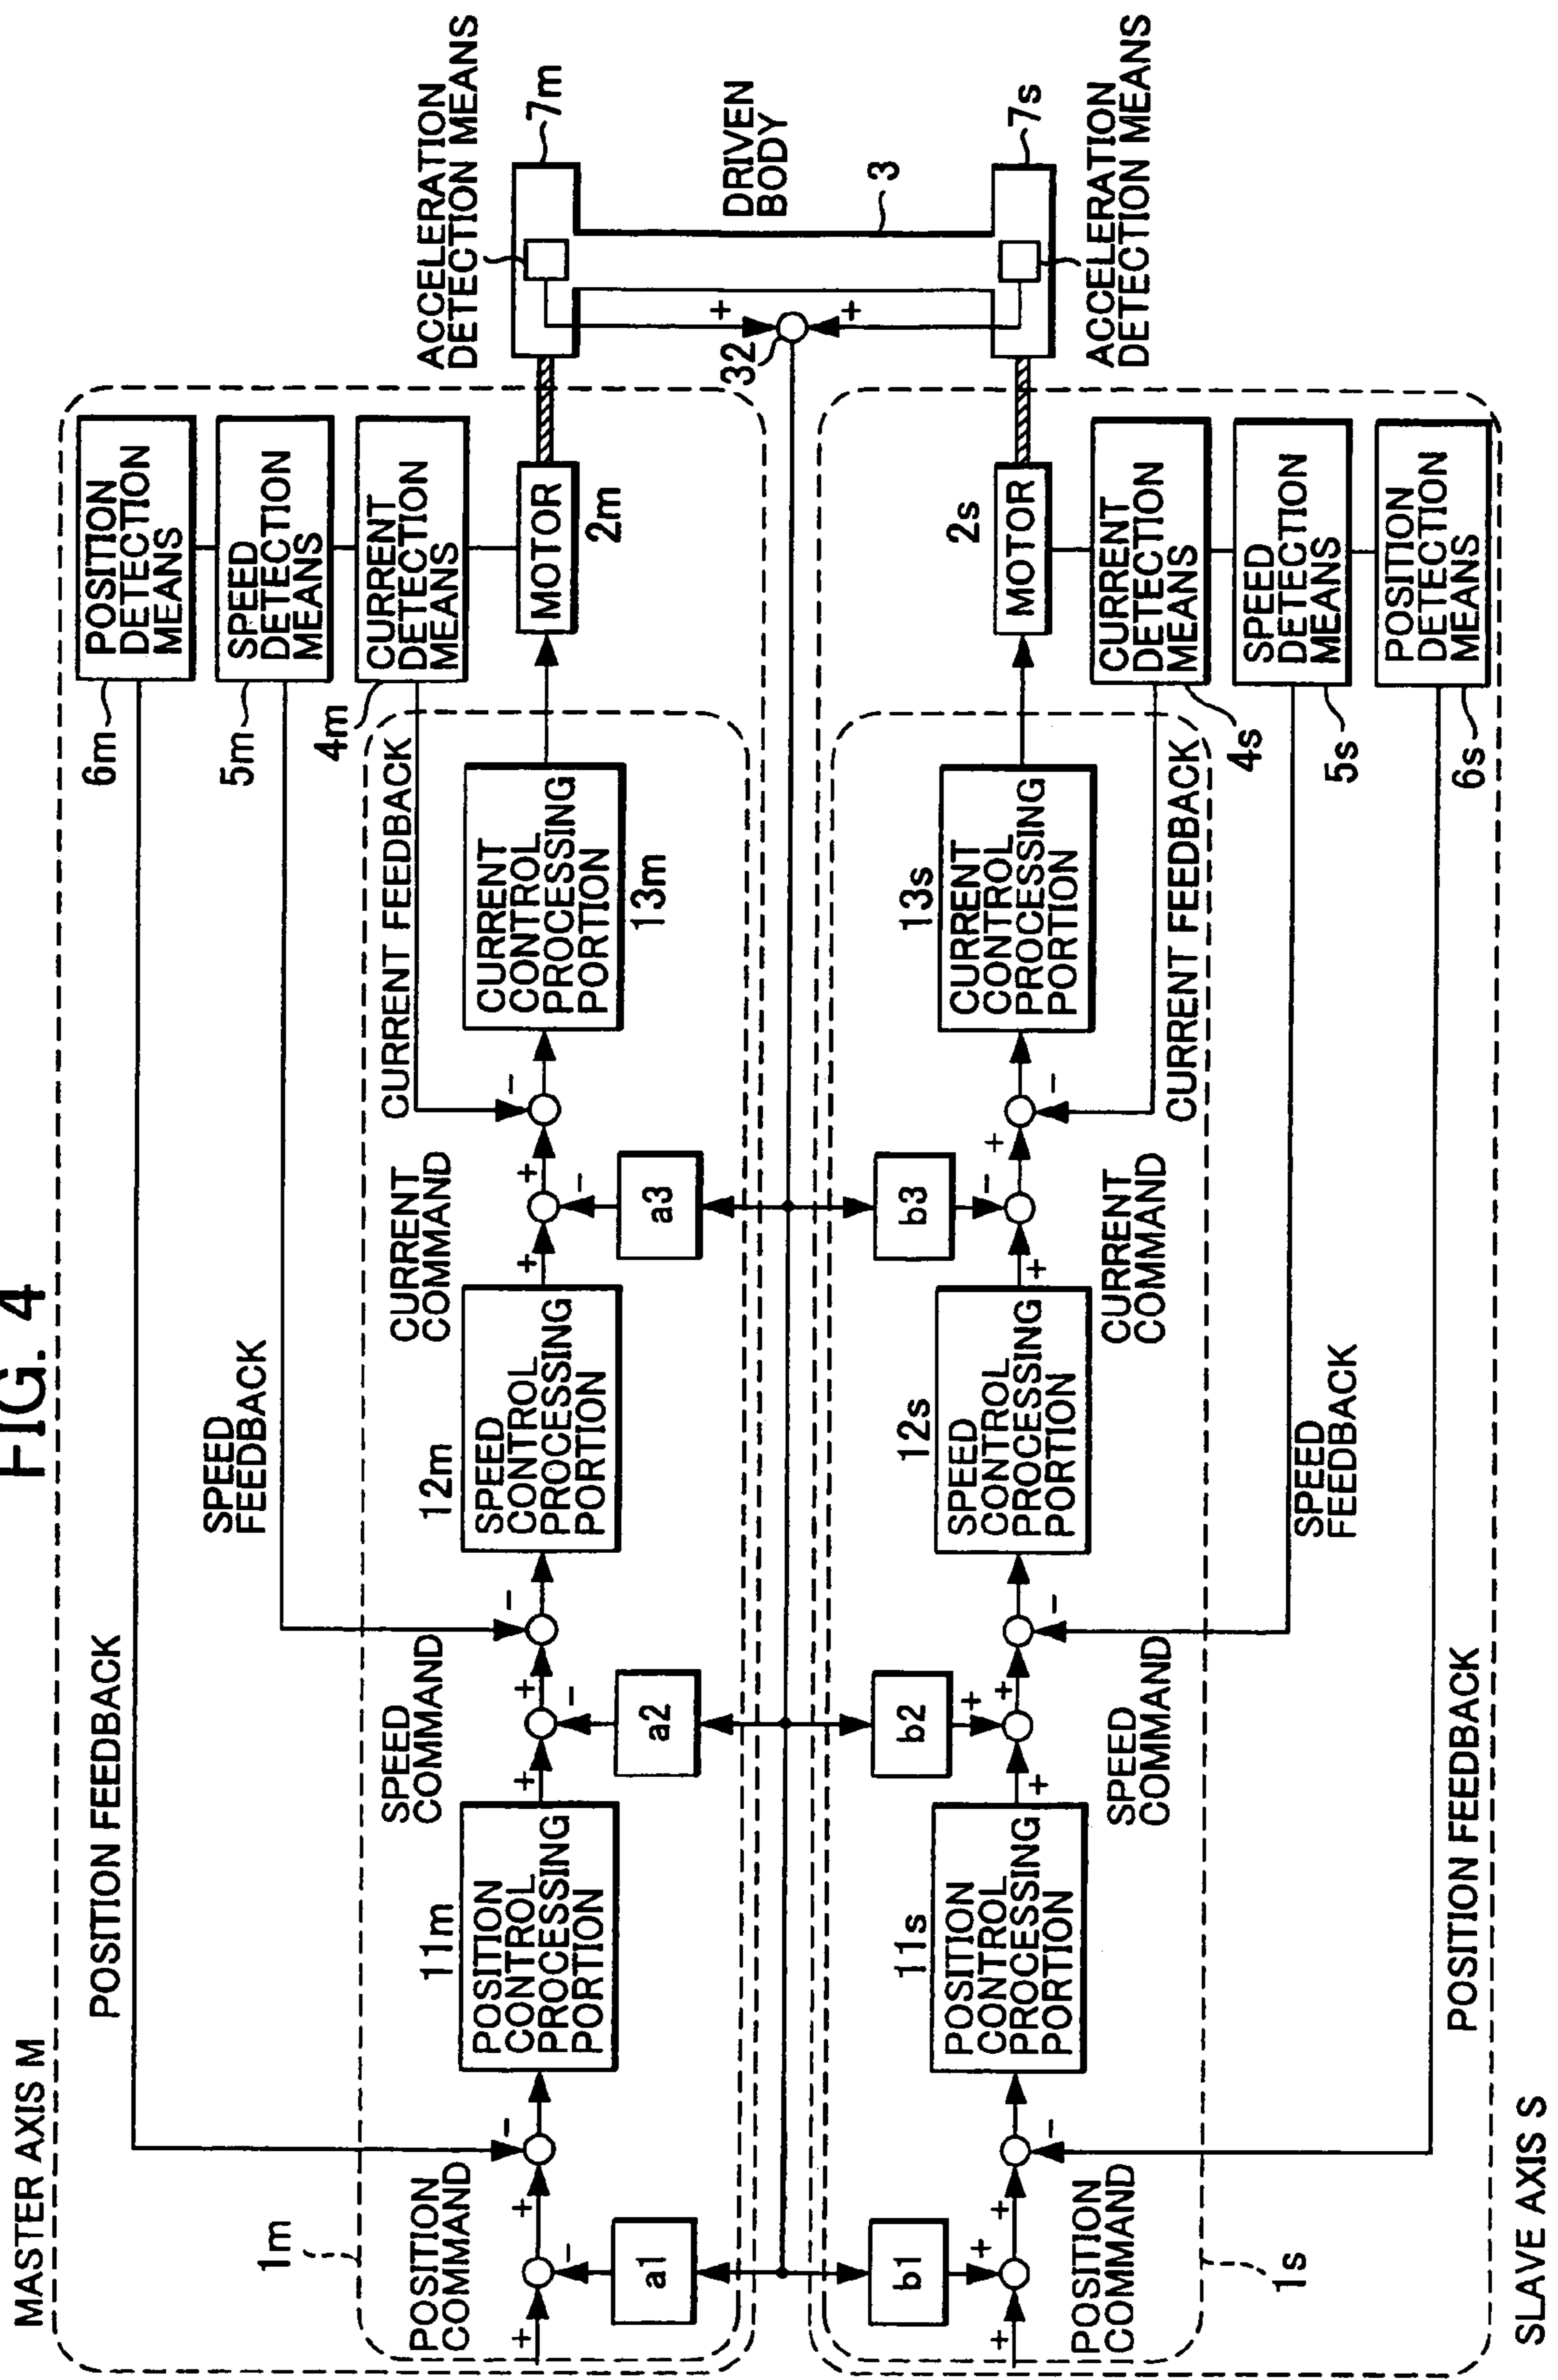 FIG. 4
MASTER AXIS M
POSITION FEEDBACK
SPEED
FEEDBACK
6m
POSITION
DETECTION
MEANS
5m
SPEED
DETECTION
MEANS
4m
CURRENT
DETECTION
MEANS
ACCELERATION
DETECTION MEANS
1m
POSITION
COMMAND
11m
POSITION
CONTROL
PROCESSING
PORTION
SPEED
COMMAND
12m
SPEED
CONTROL
PROCESSING
PORTION
CURRENT
COMMAND
CURRENT FEEDBACK
CURRENT
CONTROL
PROCESSING
PORTION
13m
MOTOR
2m
7m
+
−
+
−
+
−
+
−
+
−
+
−
a1
a2
a3
32
+
+
DRIVEN
BODY
3
b1
b2
b3
+
+
+
−
+
+
+
−
+
−
+
−
POSITION
COMMAND
11s
POSITION
CONTROL
PROCESSING
PORTION
SPEED
COMMAND
12s
SPEED
CONTROL
PROCESSING
PORTION
CURRENT
COMMAND
13s
CURRENT
CONTROL
PROCESSING
PORTION
CURRENT FEEDBACK
2s
MOTOR
7s
ACCELERATION
DETECTION MEANS
1s
4s
CURRENT
DETECTION
MEANS
SPEED
FEEDBACK
5s
SPEED
DETECTION
MEANS
POSITION FEEDBACK
6s
POSITION
DETECTION
MEANS
SLAVE AXIS S